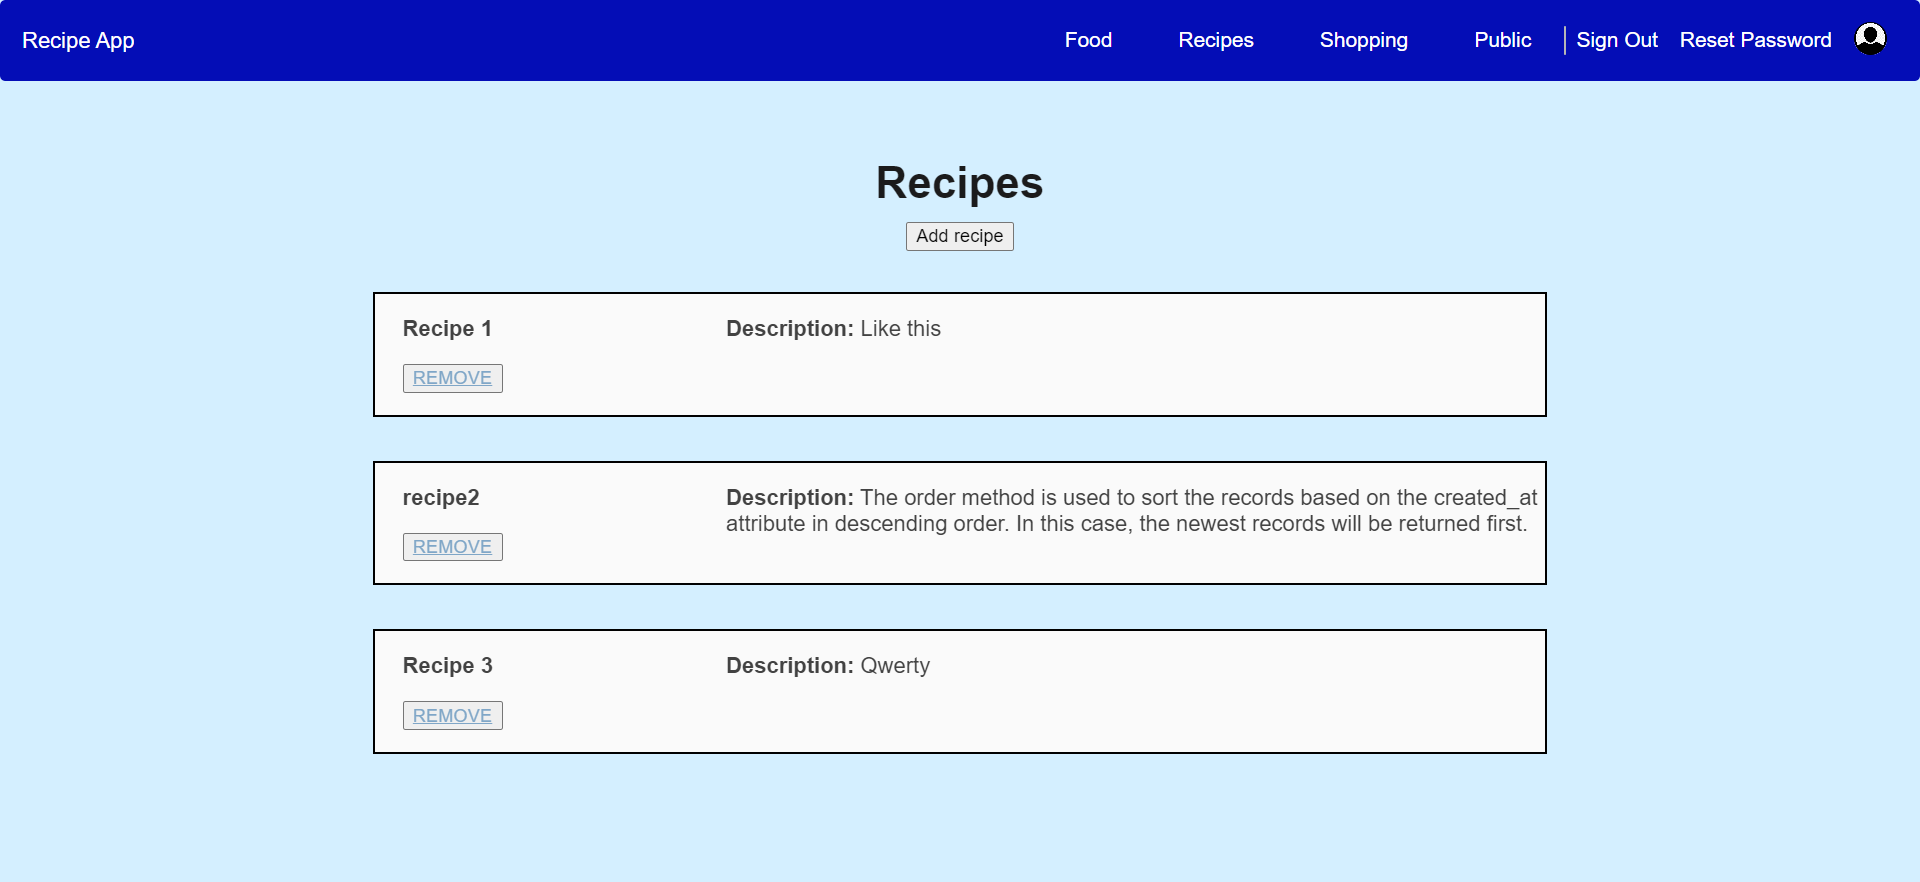 Recipe App Food Recipes Shopping Public Sign Out Reset Password
Recipes
Add recipe
Recipe 1 Description: Like this
REMOVE
recipe2 Description: The order method is used to sort the records based on the created_at
attribute in descending order. In this case, the newest records will be returned first.
REMOVE
Recipe 3 Description: Qwerty
REMOVE